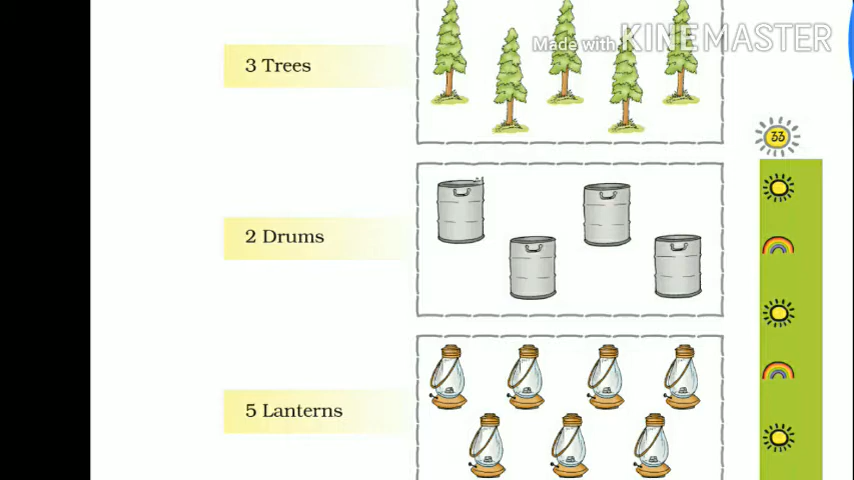 Made with KINEMASTER
3 Trees
33
2 Drums
5 Lanterns